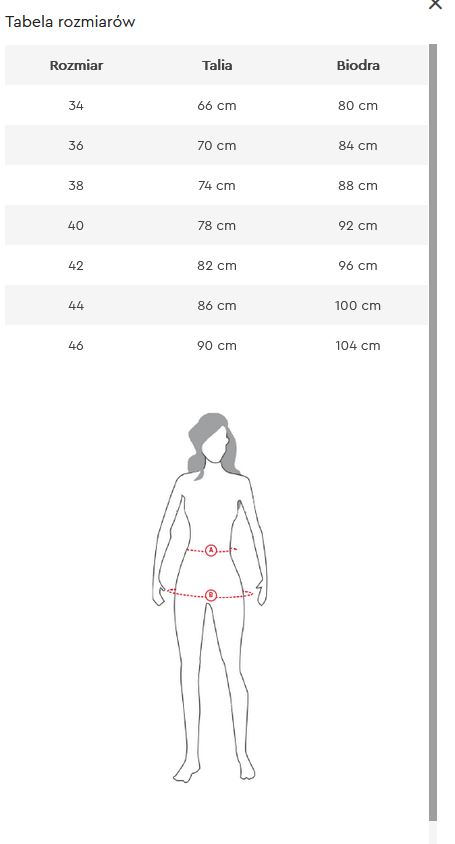 Tabela rozmiarów
Rozmiar Talia Biodra
34 66 cm 80 cm
36 70 cm 84 cm
38 74 cm 88 cm
40 78 cm 92 cm
42 82 cm 96 cm
44 86 cm 100 cm
46 90 cm 104 cm
A
B